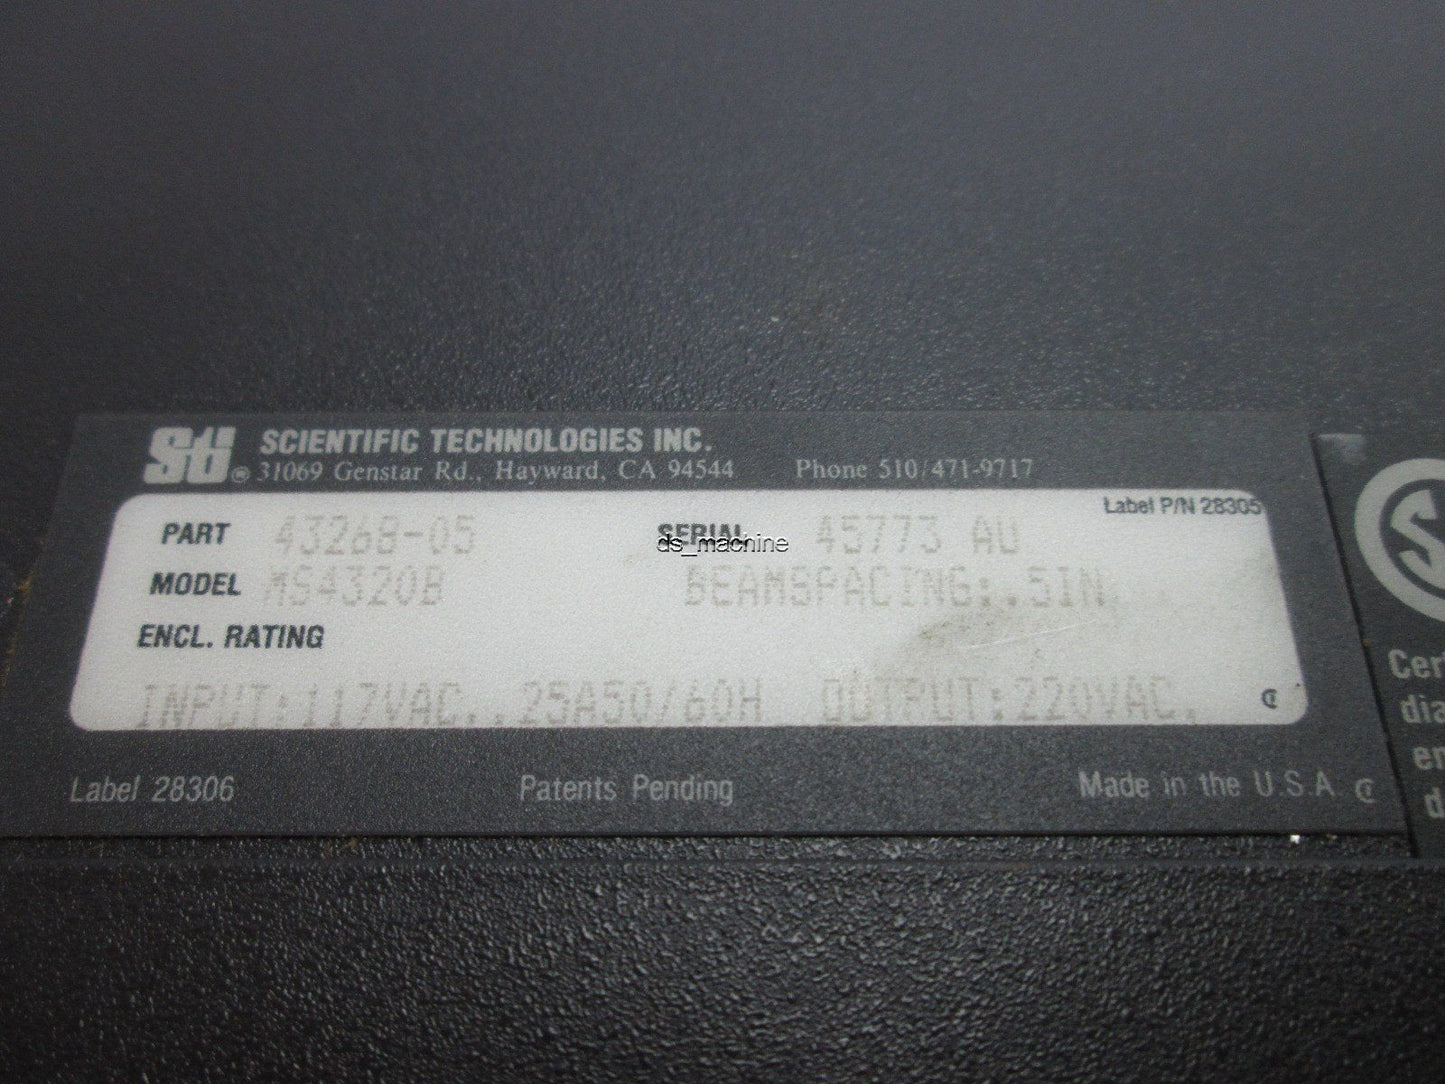 Sti ® SCIENTIFIC TECHNOLOGIES INC.
31069 Genstar Rd., Hayward, CA 94544 Phone 510/471-9717
Label P/N 28305
PART 43268-05 SERIAL 45773 AU
ds_machine
MODEL MS4320B BEAMSPACING:.5IN
ENCL. RATING
INPUT:117VAC..25A50/60H OUTPUT:220VAC.
Label 28306 Patents Pending Made in the U.S.A
Cer
dia
en
d